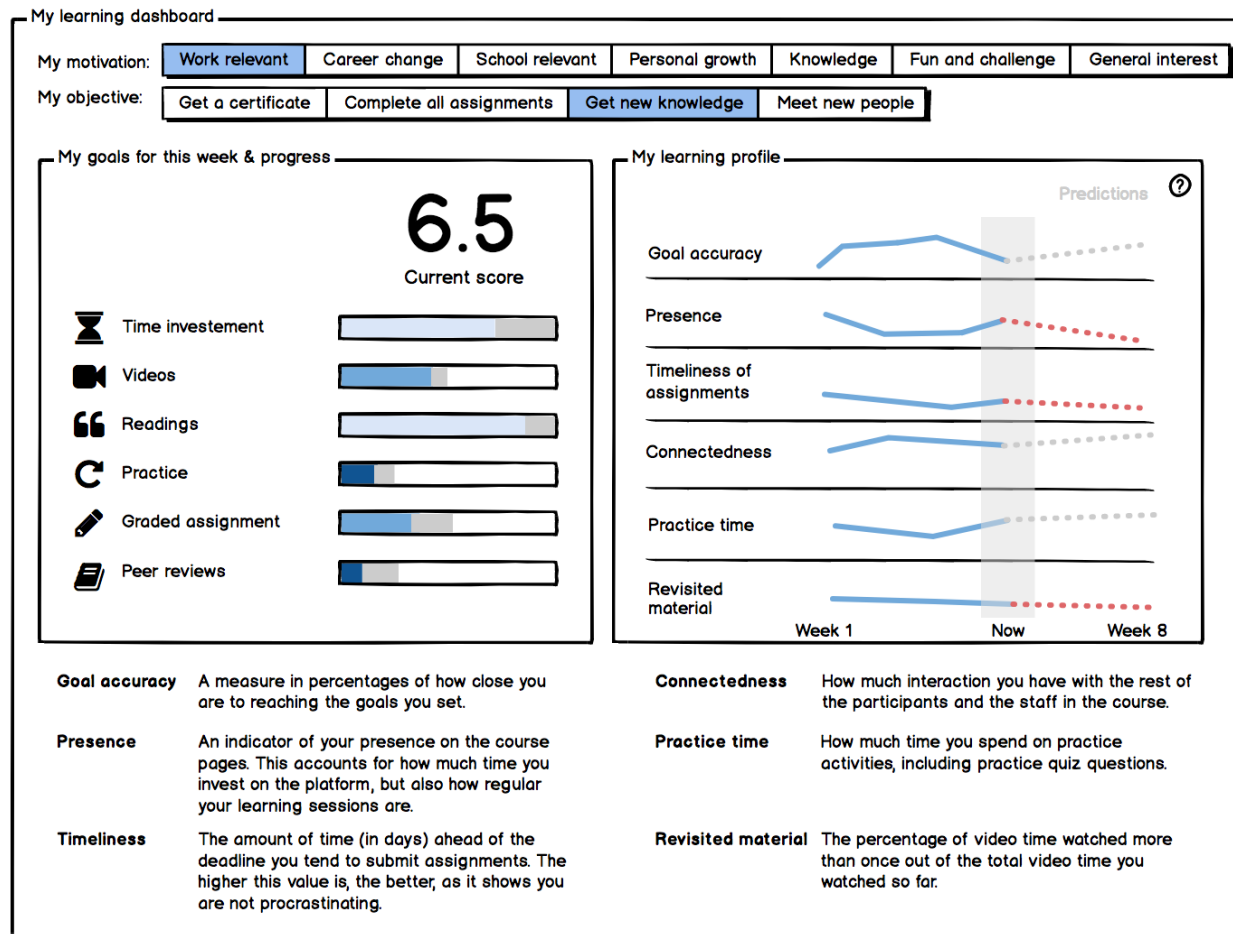 My learning dashboard
My motivation: Work relevant Career change School relevant Personal growth Knowledge Fun and challenge General interest
My objective: Get a certificate Complete all assignments Get new knowledge Meet new people
My goals for this week & progress
6.5
Current score
Time investement
Videos
Readings
Practice
Graded assignment
Peer reviews
My learning profile
Predictions ?
Goal accuracy
Presence
Timeliness of
assignments
Connectedness
Practice time
Revisited
material
Week 1 Now Week 8
Goal accuracy A measure in percentages of how close you
are to reaching the goals you set.
Presence An indicator of your presence on the course
pages. This accounts for how much time you
invest on the platform, but also how regular
your learning sessions are.
Timeliness The amount of time (in days) ahead of the
deadline you tend to submit assignments. The
higher this value is, the better, as it shows you
are not procrastinating.
Connectedness How much interaction you have with the rest of
the participants and the staff in the course.
Practice time How much time you spend on practice
activities, including practice quiz questions.
Revisited material The percentage of video time watched more
than once out of the total video time you
watched so far.